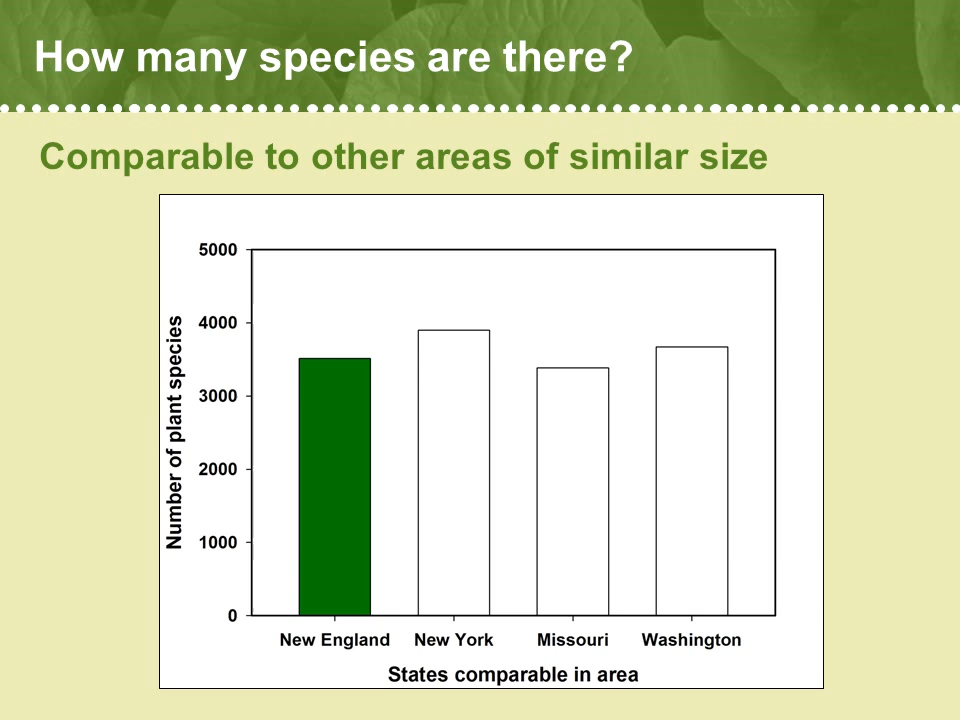 How many species are there?
Comparable to other areas of similar size
5000
4000
3000
2000
1000
0
Number of plant species
New England New York Missouri Washington
States comparable in area